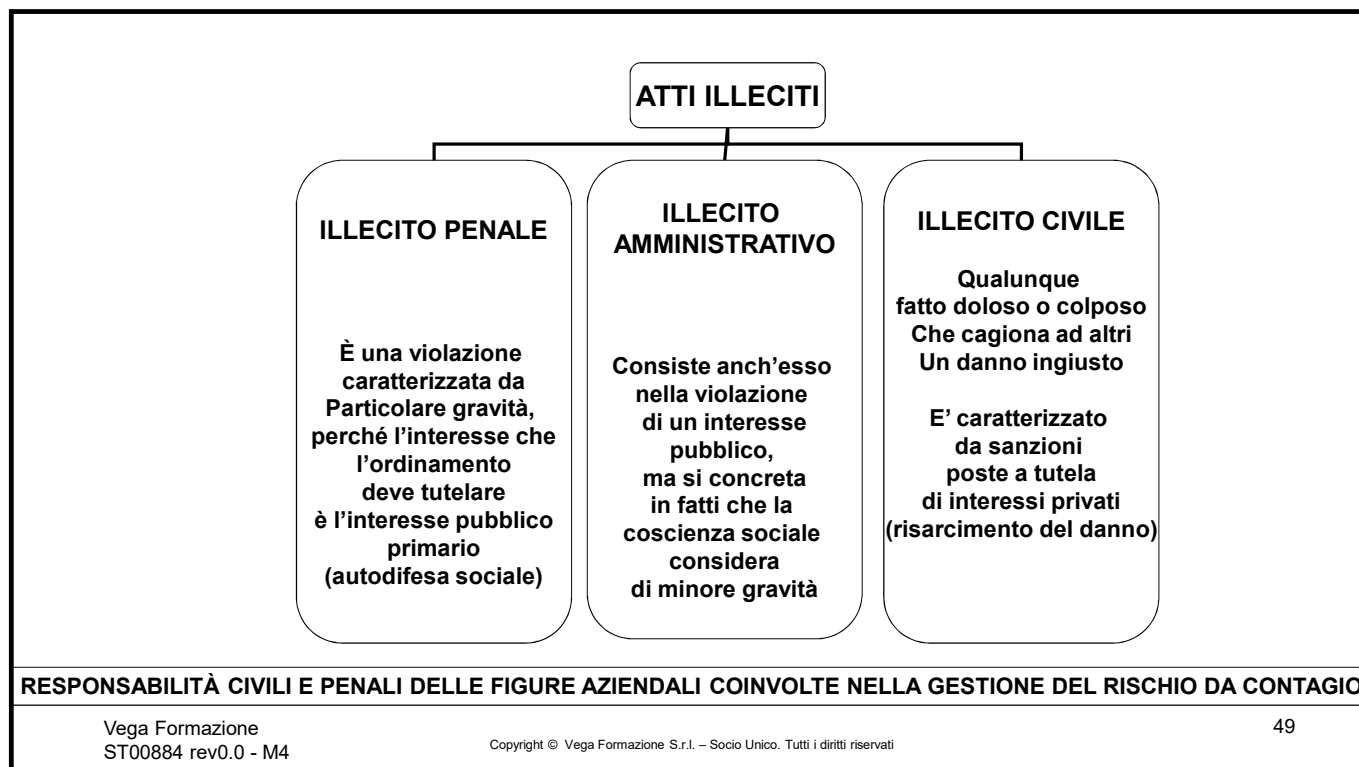 ATTI ILLECITI
ILLECITO PENALE
È una violazione
caratterizzata da
Particolare gravità,
perché l’interesse che
l’ordinamento
deve tutelare
è l’interesse pubblico
primario
(autodifesa sociale)
ILLECITO
AMMINISTRATIVO
Consiste anch’esso
nella violazione
di un interesse
pubblico,
ma si concreta
in fatti che la
coscienza sociale
considera
di minore gravità
ILLECITO CIVILE
Qualunque
fatto doloso o colposo
Che cagiona ad altri
Un danno ingiusto
E’ caratterizzato
da sanzioni
poste a tutela
di interessi privati
(risarcimento del danno)
RESPONSABILITÀ CIVILI E PENALI DELLE FIGURE AZIENDALI COINVOLTE NELLA GESTIONE DEL RISCHIO DA CONTAGIO
Vega Formazione
ST00884 rev0.0 - M4
Copyright © Vega Formazione S.r.l. – Socio Unico. Tutti i diritti riservati
49